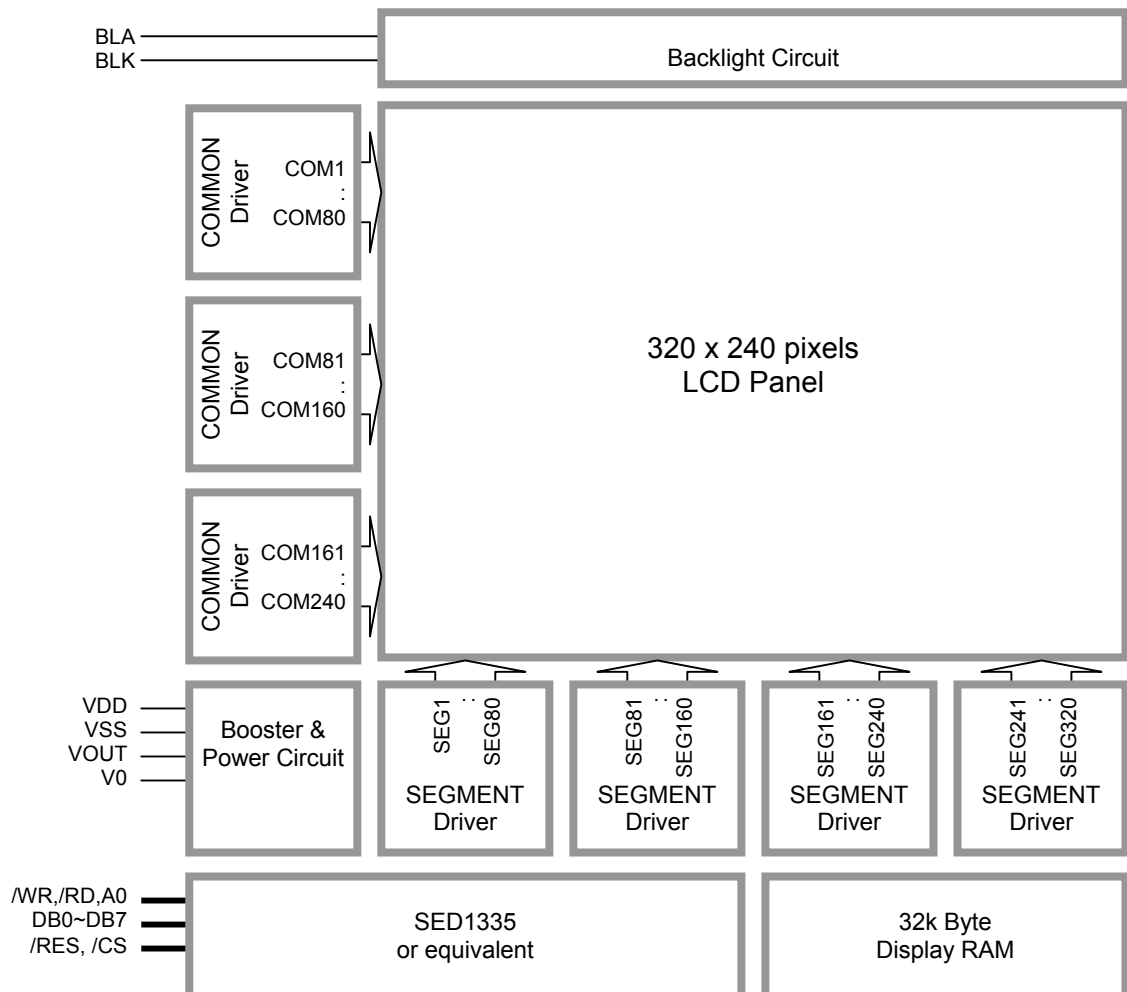 BLA
BLK
Backlight Circuit
COMMON
Driver
COM1
:
COM80
COMMON
Driver
COM81
:
COM160
COMMON
Driver
COM161
:
COM240
320 x 240 pixels
LCD Panel
VDD
VSS
VOUT
V0
Booster &
Power Circuit
SEG1
:
SEG80
SEGMENT
Driver
SEG81
:
SEG160
SEGMENT
Driver
SEG161
:
SEG240
SEGMENT
Driver
SEG241
:
SEG320
SEGMENT
Driver
/WR,/RD,A0
DB0~DB7
/RES, /CS
SED1335
or equivalent
32k Byte
Display RAM